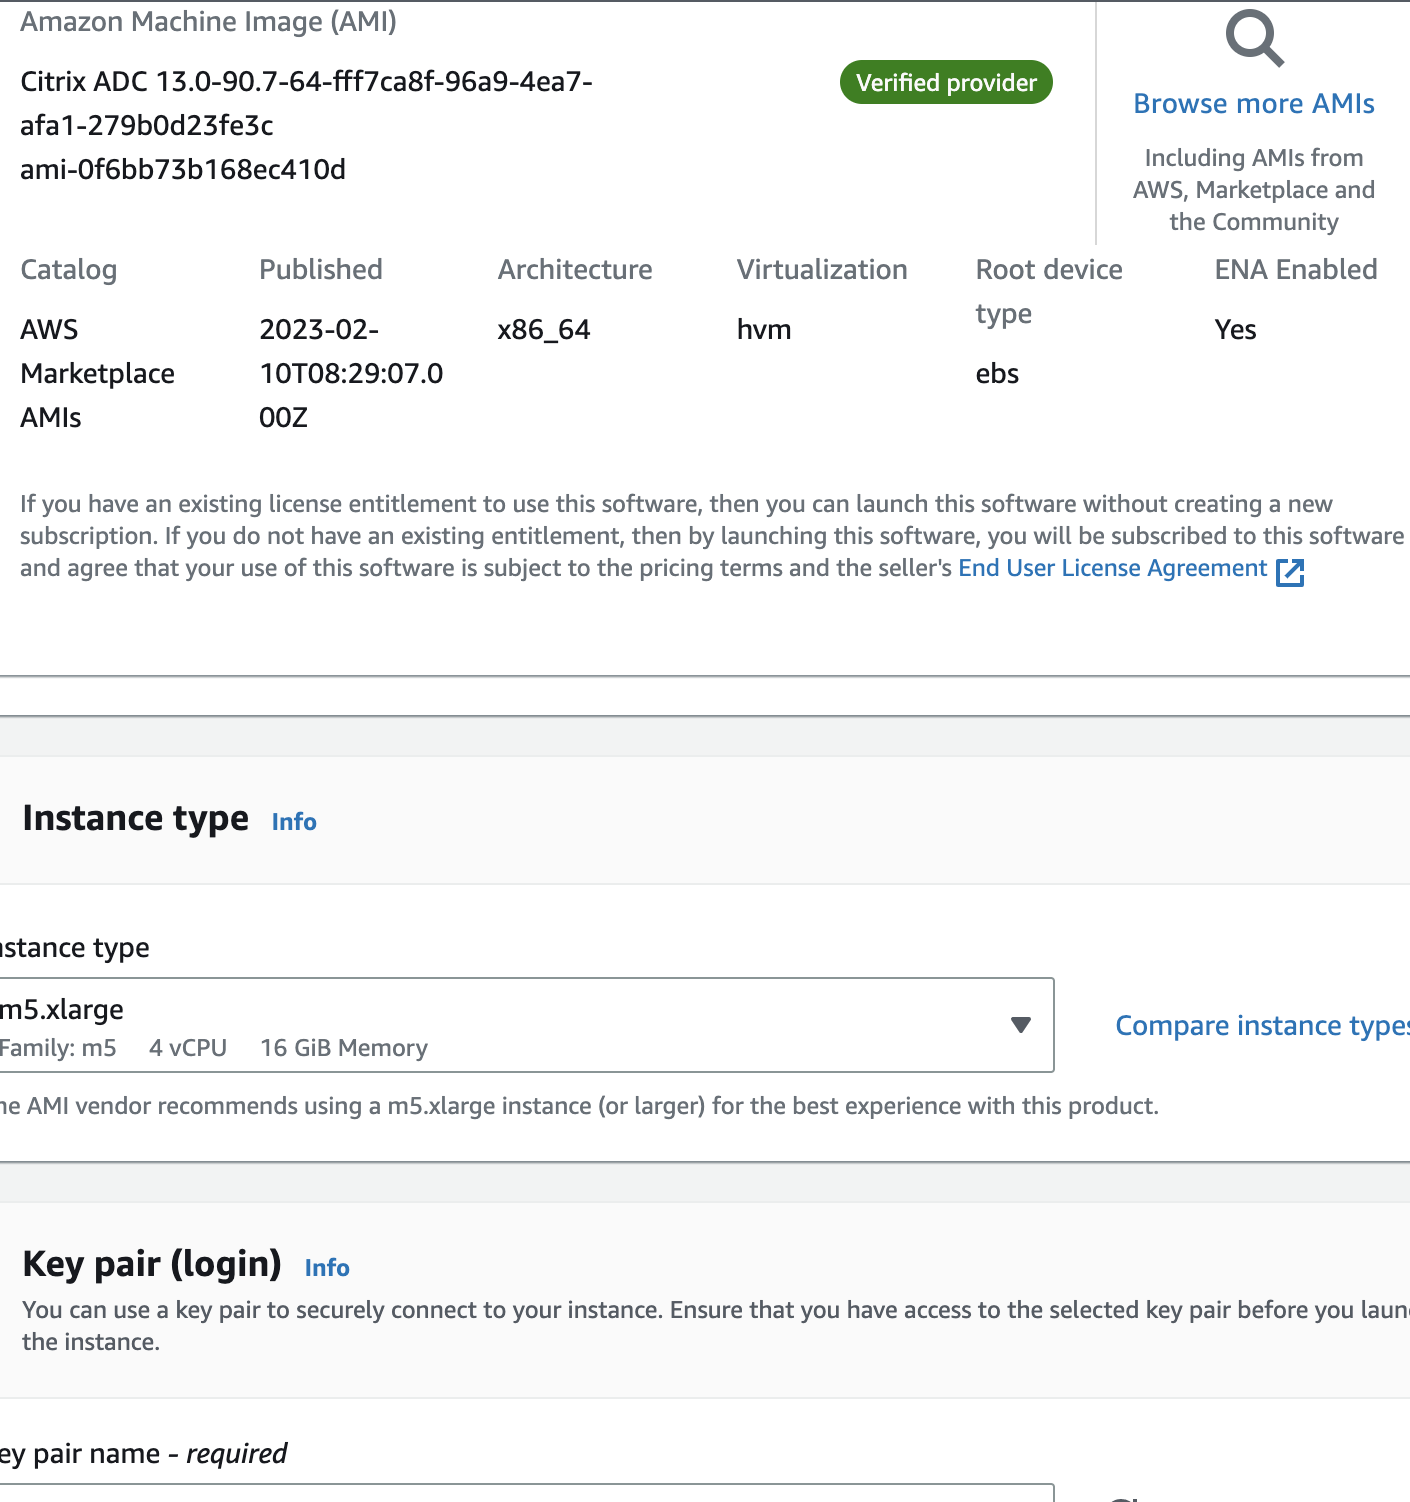 Amazon Machine Image (AMI)
Citrix ADC 13.0-90.7-64-fff7ca8f-96a9-4ea7-
afa1-279b0d23fe3c
ami-0f6bb73b168ec410d
Verified provider
Browse more AMIs
Including AMIs from
AWS, Marketplace and
the Community
Catalog
AWS
Marketplace
AMIs
Published
2023-02-
10T08:29:07.0
00Z
Architecture
x86_64
Virtualization
hvm
Root device
type
ebs
ENA Enabled
Yes
If you have an existing license entitlement to use this software, then you can launch this software without creating a new
subscription. If you do not have an existing entitlement, then by launching this software, you will be subscribed to this software
and agree that your use of this software is subject to the pricing terms and the seller's End User License Agreement
Instance type Info
nstance type
m5.xlarge
Family: m5 4 vCPU 16 GiB Memory
Compare instance types
he AMI vendor recommends using a m5.xlarge instance (or larger) for the best experience with this product.
Key pair (login) Info
You can use a key pair to securely connect to your instance. Ensure that you have access to the selected key pair before you laun
the instance.
ey pair name - required